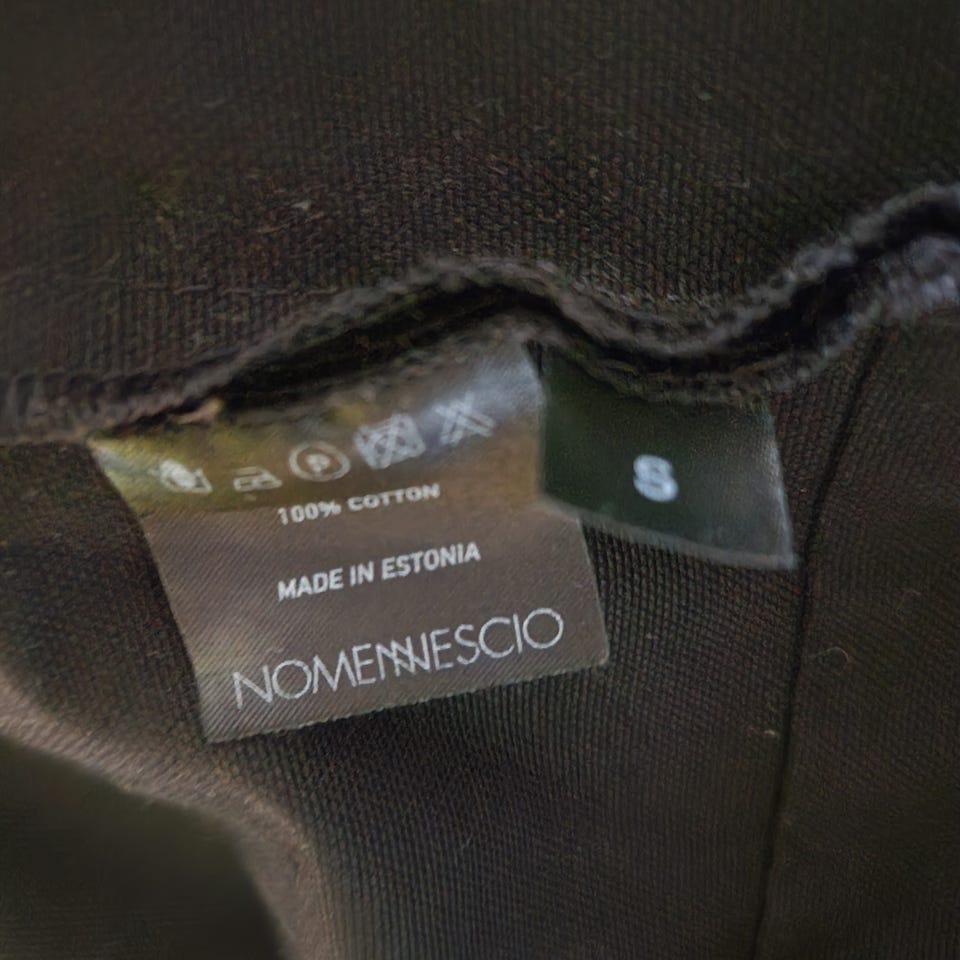 P
100% COTTON
MADE IN ESTONIA
NOMENNESCIO
S